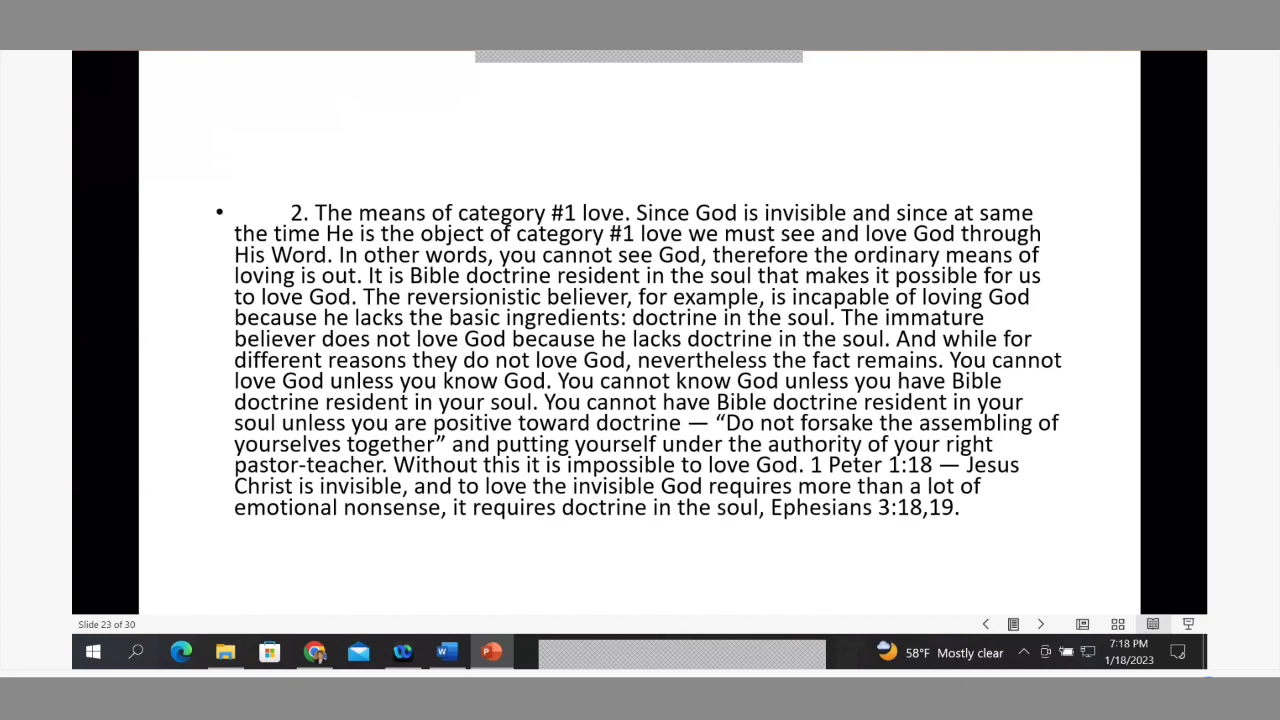 • 2. The means of category #1 love. Since God is invisible and since at same
the time He is the object of category #1 love we must see and love God through
His Word. In other words, you cannot see God, therefore the ordinary means of
loving is out. It is Bible doctrine resident in the soul that makes it possible for us
to love God. The reversionistic believer, for example, is incapable of loving God
because he lacks the basic ingredients: doctrine in the soul. The immature
believer does not love God because he lacks doctrine in the soul. And while for
different reasons they do not love God, nevertheless the fact remains. You cannot
love God unless you know God. You cannot know God unless you have Bible
doctrine resident in your soul. You cannot have Bible doctrine resident in your
soul unless you are positive toward doctrine — “Do not forsake the assembling of
yourselves together” and putting yourself under the authority of your right
pastor-teacher. Without this it is impossible to love God. 1 Peter 1:18 — Jesus
Christ is invisible, and to love the invisible God requires more than a lot of
emotional nonsense, it requires doctrine in the soul, Ephesians 3:18,19.
Slide 23 of 30
58°F Mostly clear
7:18 PM
1/18/2023